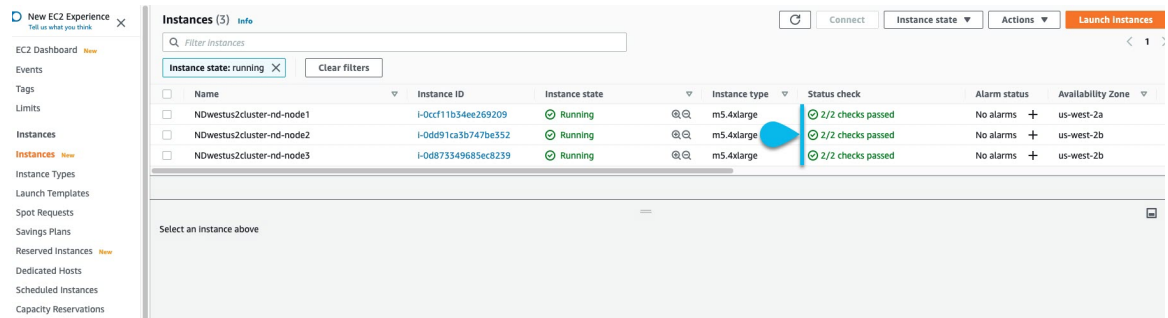 New EC2 Experience
Tell us what you think
EC2 Dashboard New
Events
Tags
Limits
Instances
Instances New
Instance Types
Launch Templates
Spot Requests
Savings Plans
Reserved Instances New
Dedicated Hosts
Scheduled Instances
Capacity Reservations
Instances (3) Info
Connect Instance state Actions Launch instances
Filter instances
1
Instance state: running Clear filters
Name Instance ID Instance state Instance type Status check Alarm status Availability Zone
NDwestus2cluster-nd-node1 i-0ccf11b34ee269209 Running m5.4xlarge 2/2 checks passed No alarms + us-west-2a
NDwestus2cluster-nd-node2 i-0dd91ca3b747be352 Running m5.4xlarge 2/2 checks passed No alarms + us-west-2b
NDwestus2cluster-nd-node3 i-0d873349685ec8239 Running m5.4xlarge 2/2 checks passed No alarms + us-west-2b
Select an instance above